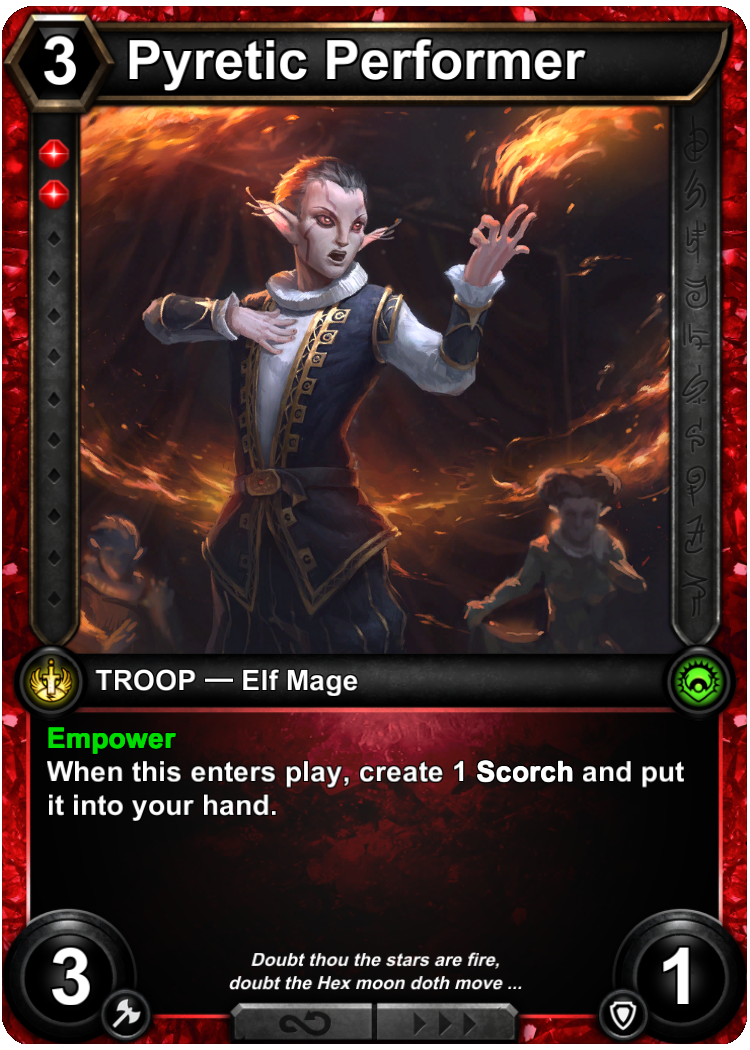 3
Pyretic Performer
TROOP — Elf Mage
Empower
When this enters play, create 1 Scorch and put
it into your hand.
Doubt thou the stars are fire,
doubt the Hex moon doth move ...
3
1